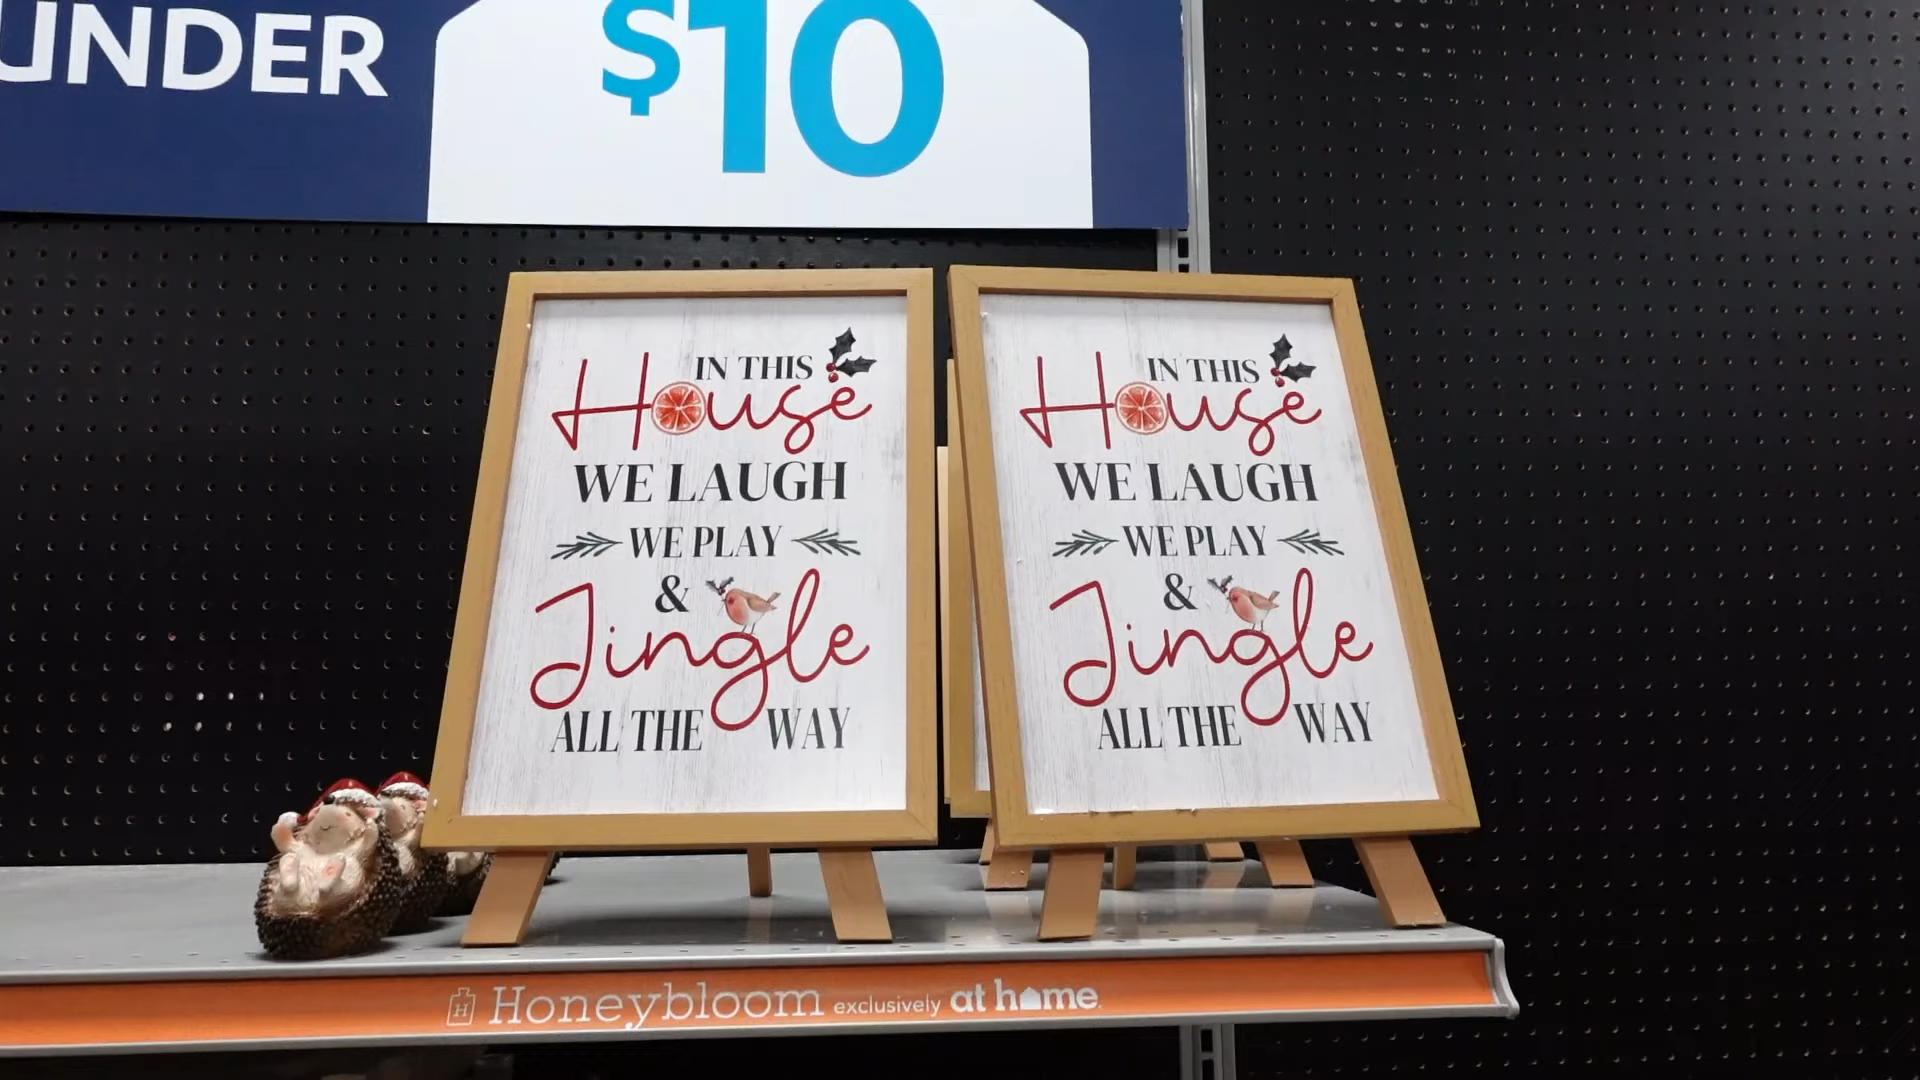 UNDER
$10
IN THIS
House
WE LAUGH
WE PLAY
&
Jingle
ALL THE WAY
IN THIS
House
WE LAUGH
WE PLAY
&
Jingle
ALL THE WAY
H Honeybloom exclusively at home